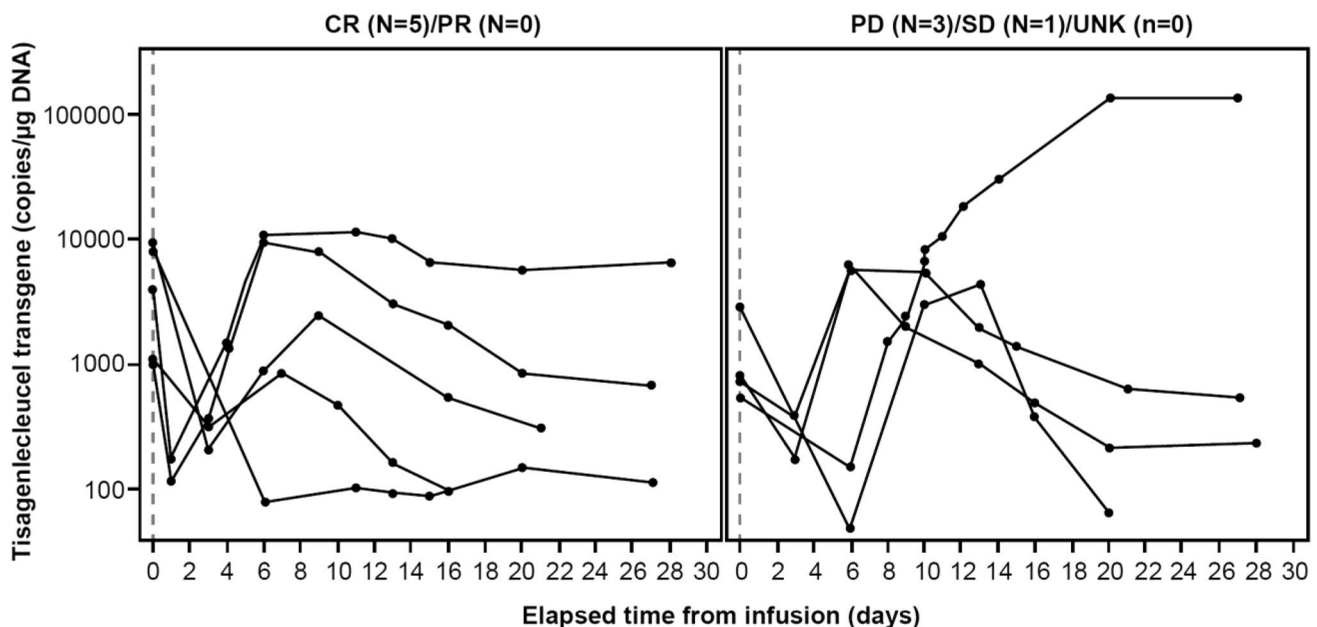 CR (N=5)/PR (N=0)
PD (N=3)/SD (N=1)/UNK (n=0)
Tisagenlecleucel transgene (copies/µg DNA)
100000
10000
1000
100
0 2 4 6 8 10 12 14 16 18 20 22 24 26 28 30
0 2 4 6 8 10 12 14 16 18 20 22 24 26 28 30
Elapsed time from infusion (days)